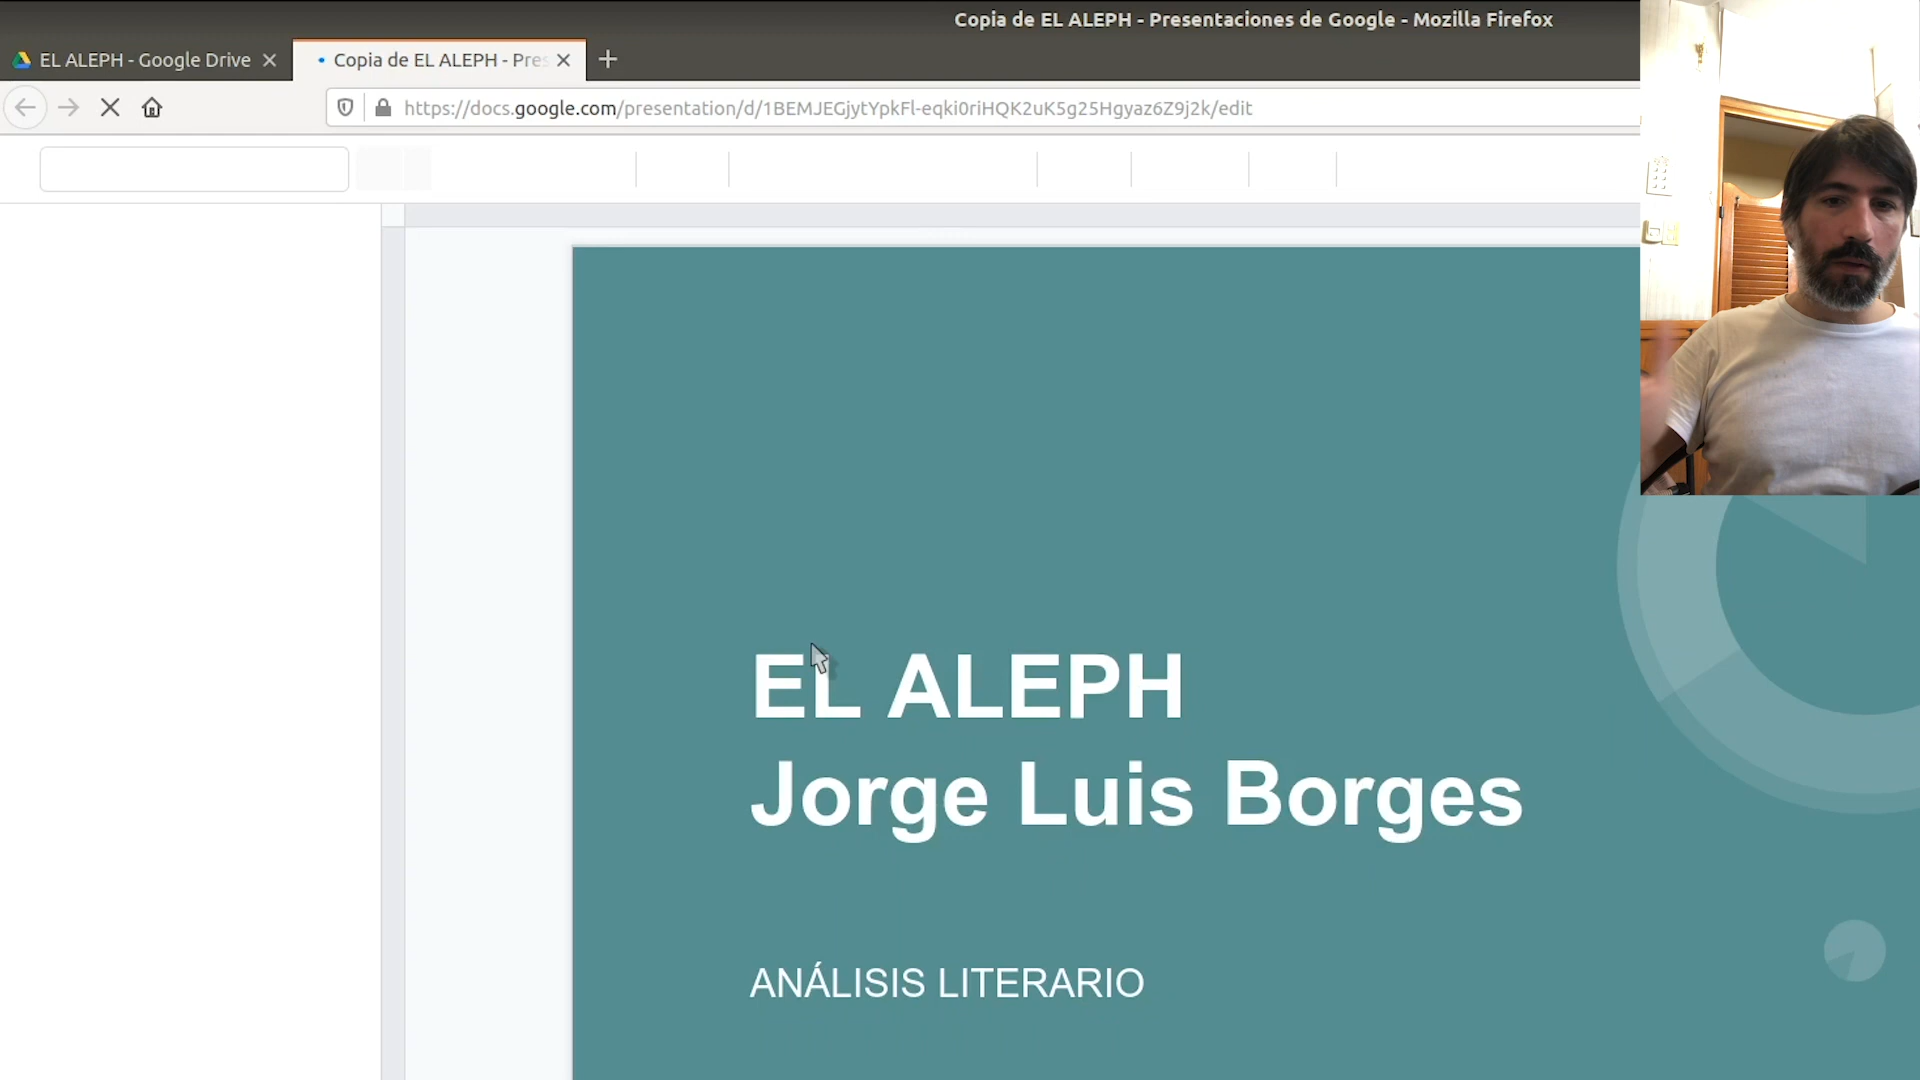 Copia de EL ALEPH - Presentaciones de Google - Mozilla Firefox
EL ALEPH - Google Drive
Copia de EL ALEPH - Pres
https://docs.google.com/presentation/d/1BEMJEGjytYpkFl-eqki0riHQK2uK5g25Hgyaz6Z9j2k/edit
EL ALEPH
Jorge Luis Borges
ANÁLISIS LITERARIO